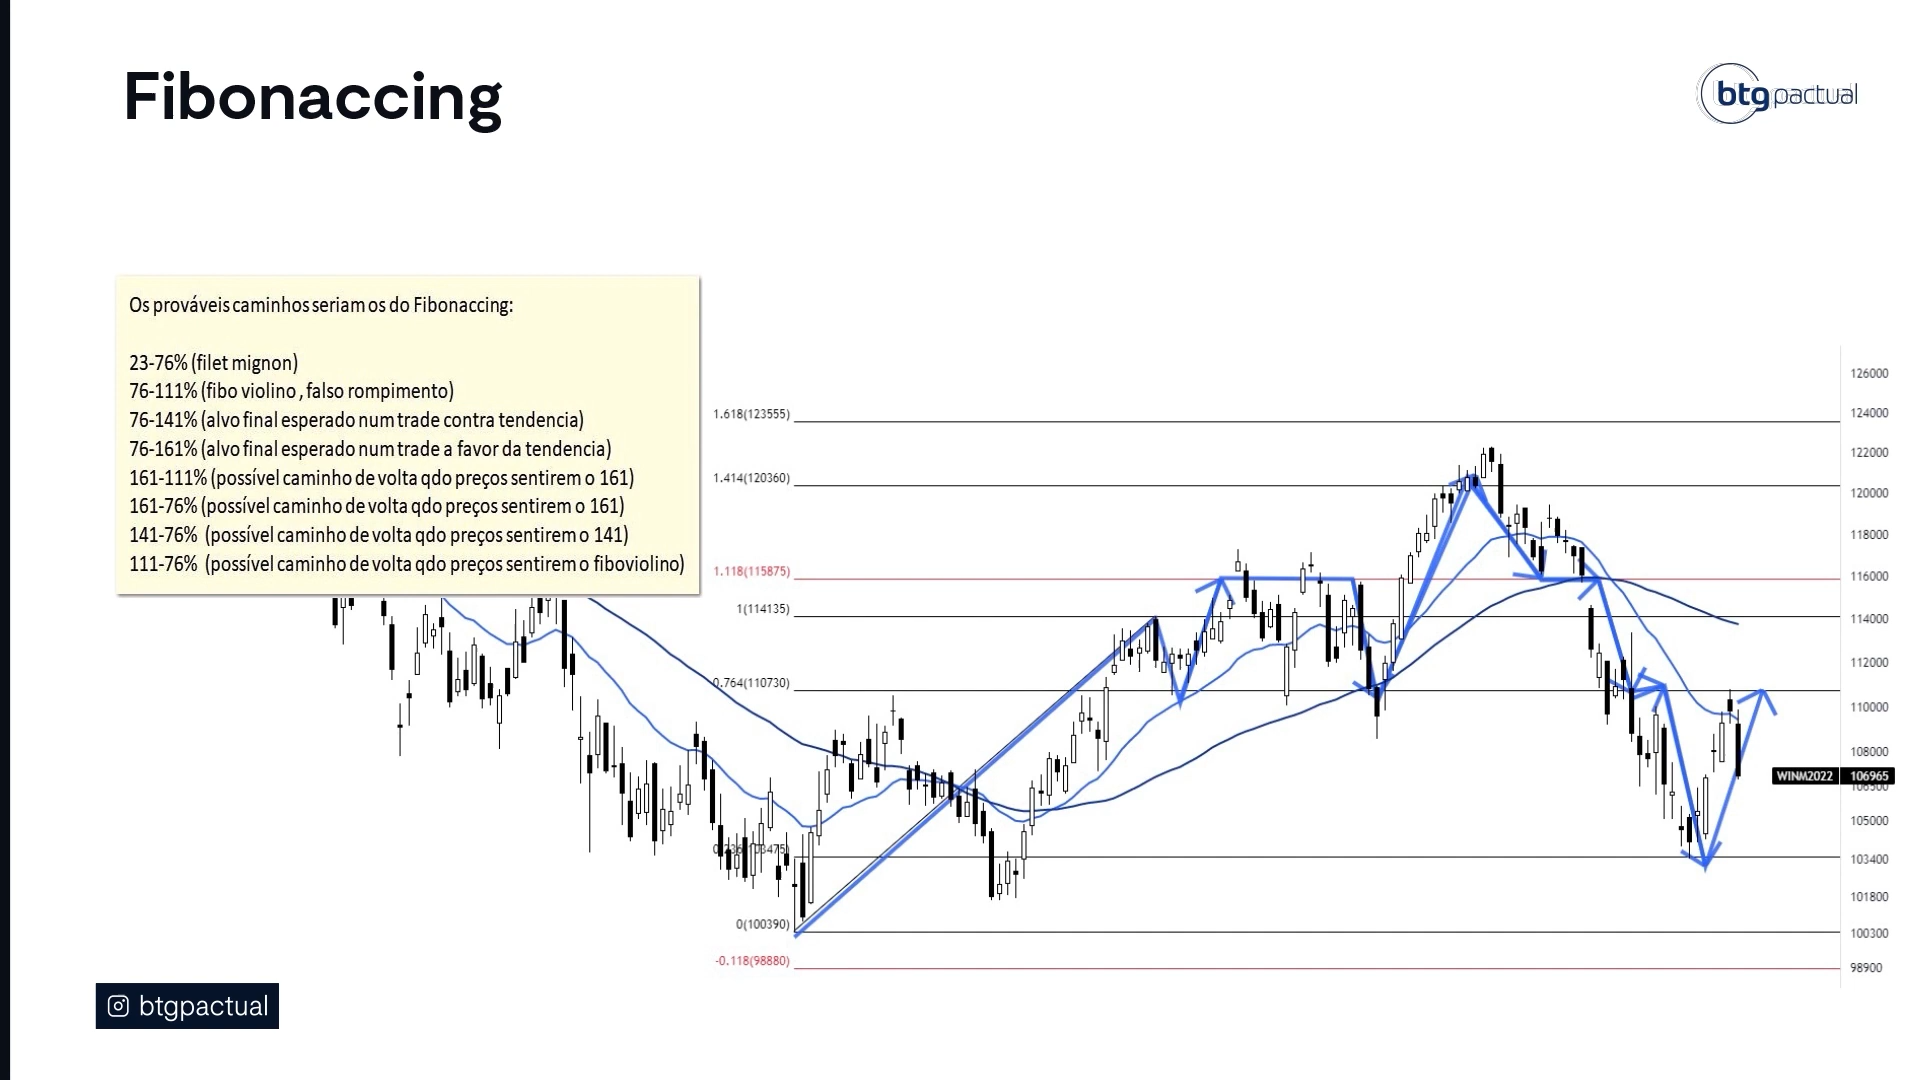 Fibonaccing
btgpactual
Os prováveis caminhos seriam os do Fibonaccing:
23-76% (filet mignon)
76-111% (fibo violino , falso rompimento)
76-141% (alvo final esperado num trade contra tendencia)
76-161% (alvo final esperado num trade a favor da tendencia)
161-111% (possível caminho de volta qdo preços sentirem o 161)
161-76% (possível caminho de volta qdo preços sentirem o 161)
141-76% (possível caminho de volta qdo preços sentirem o 141)
111-76% (possível caminho de volta qdo preços sentirem o fiboviolino)
1.618(123555)
1.414(120360)
1.118(115875)
1(114135)
0.764(110730)
0.236(103475)
0(100390)
-0.118(98880)
126000
124000
122000
120000
118000
116000
114000
112000
110000
108000
WINM2022 106965
106500
105000
103400
101800
100300
98900
btgpactual